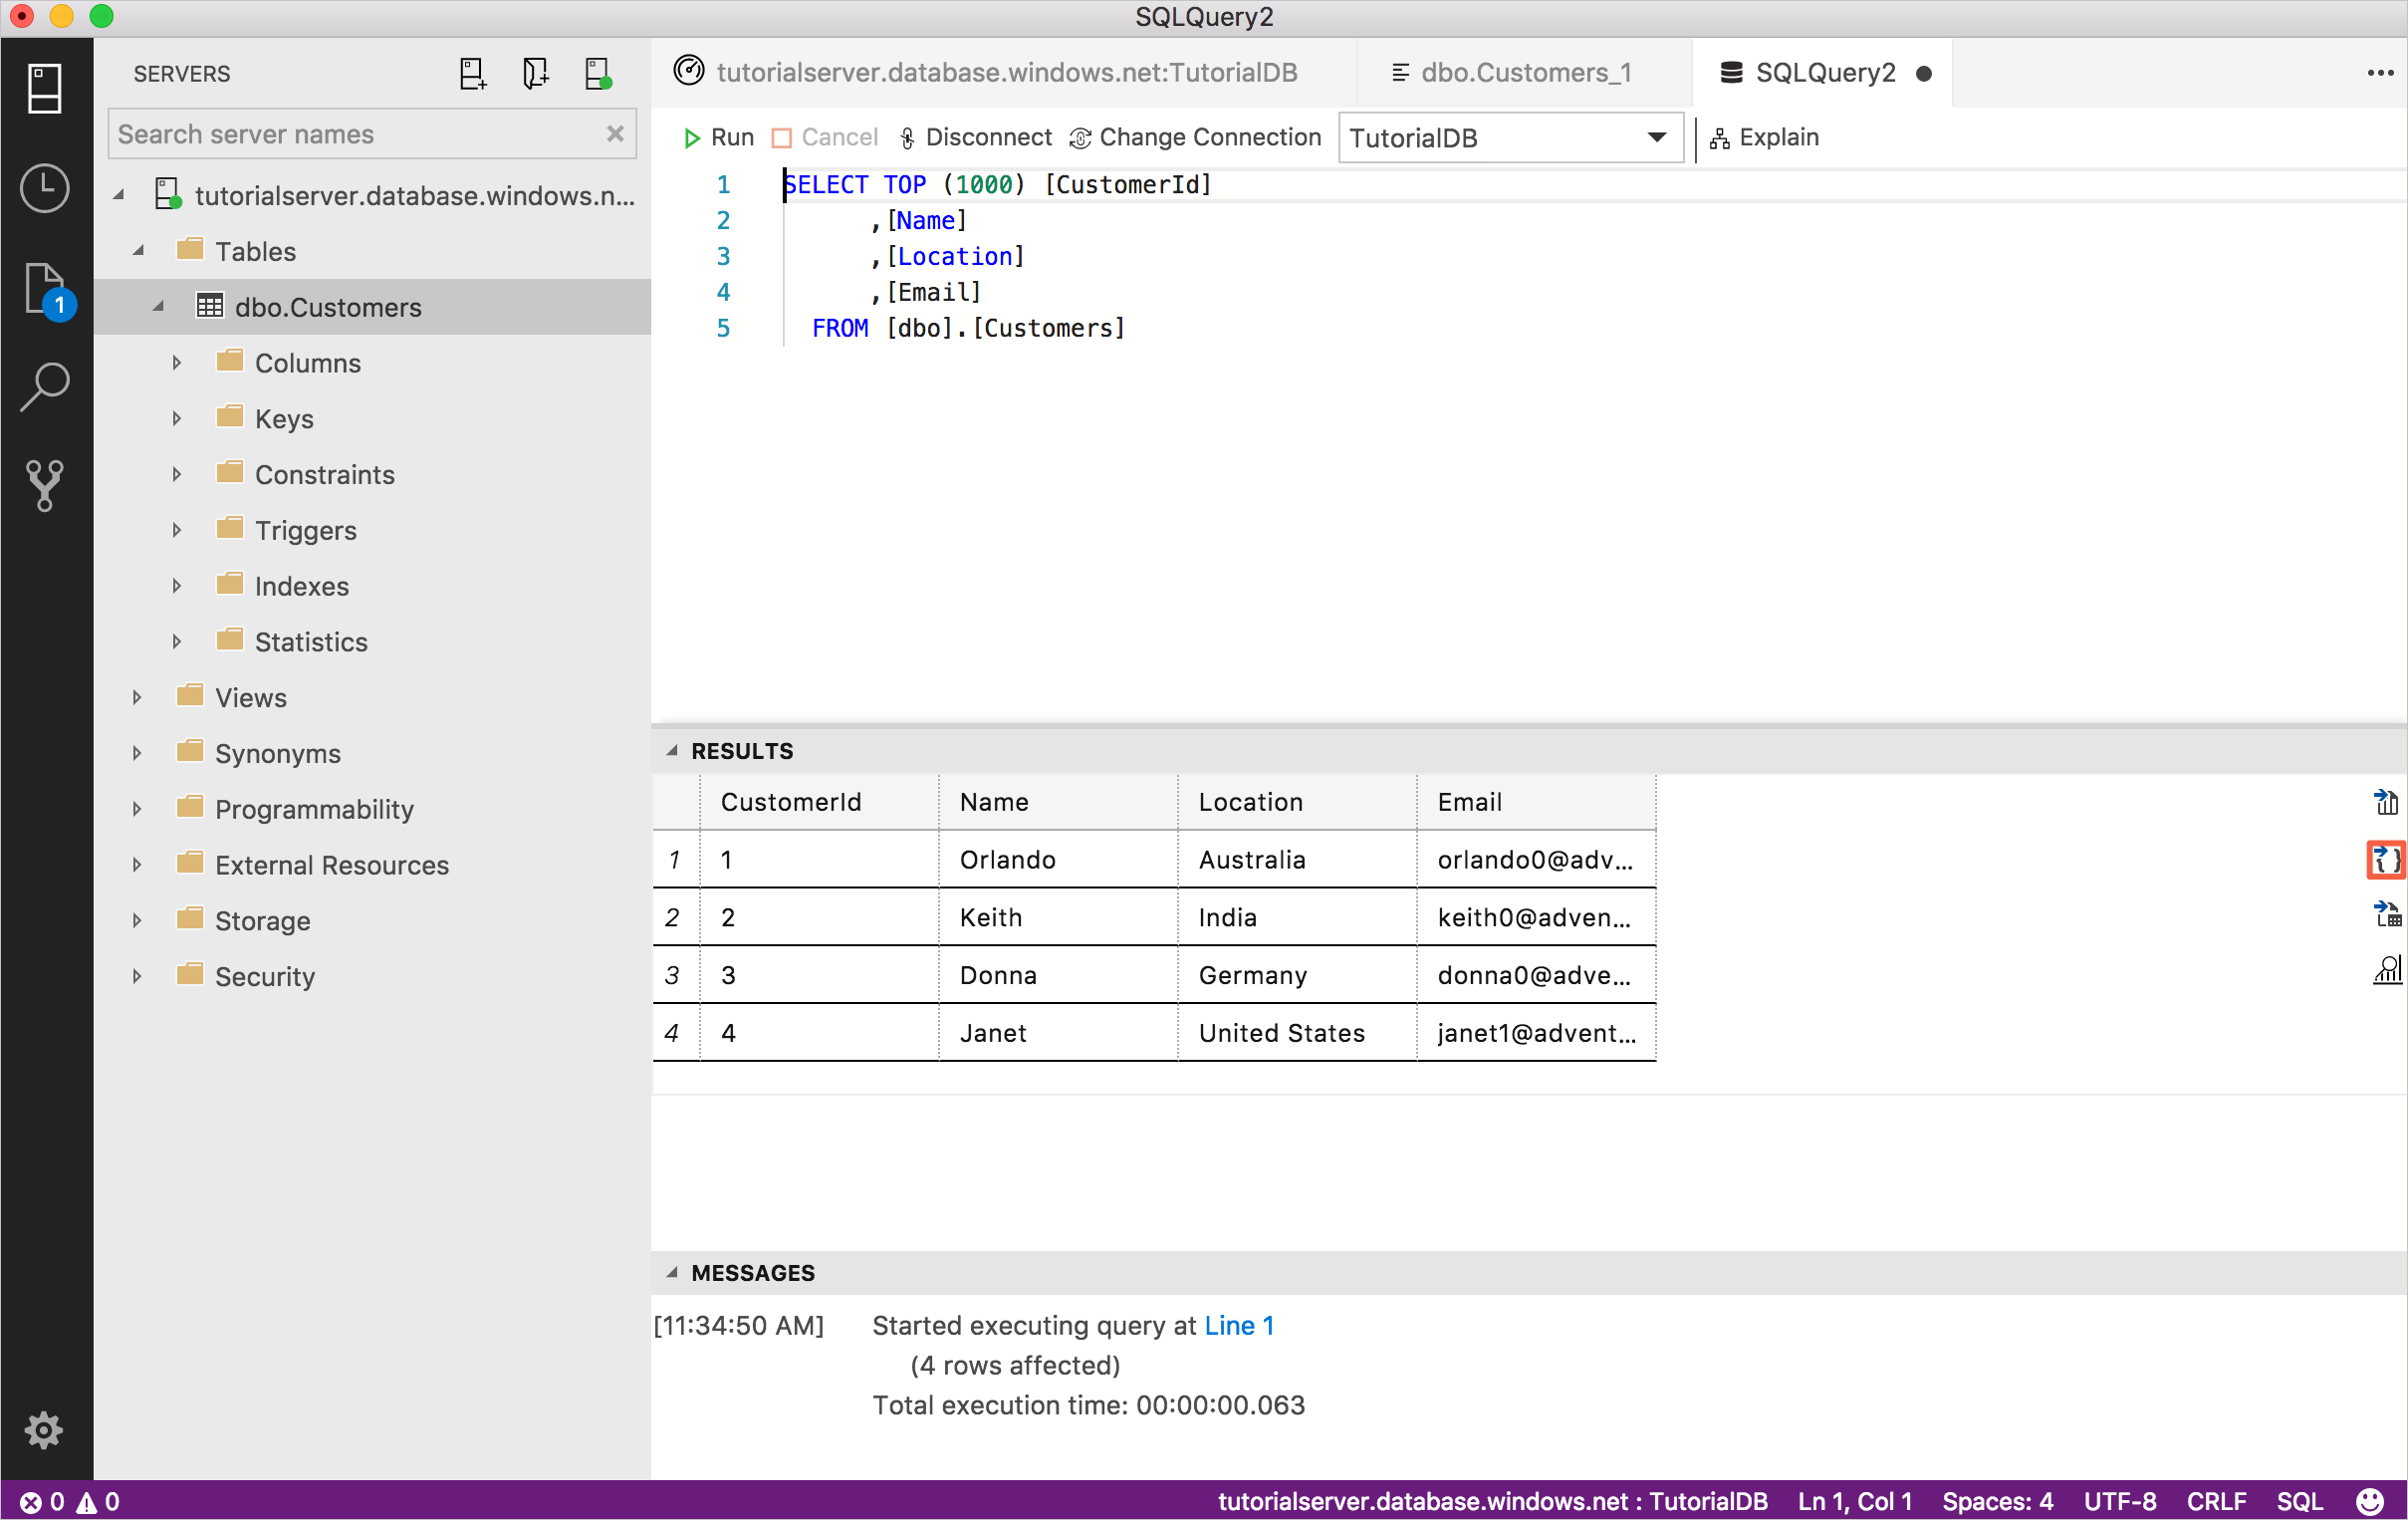 SQLQuery2
SERVERS
Search server names
tutorialserver.database.windows.n...
Tables
dbo.Customers
Columns
Keys
Constraints
Triggers
Indexes
Statistics
Views
Synonyms
Programmability
External Resources
Storage
Security
1
tutorialserver.database.windows.net:TutorialDB
dbo.Customers_1
SQLQuery2
Run Cancel Disconnect Change Connection TutorialDB Explain
1 SELECT TOP (1000) [CustomerId]
2 ,[Name]
3 ,[Location]
4 ,[Email]
5 FROM [dbo].[Customers]
RESULTS
CustomerId Name Location Email
1 1 Orlando Australia orlando0@adv...
2 2 Keith India keith0@adven...
3 3 Donna Germany donna0@adve...
4 4 Janet United States janet1@advent...
MESSAGES
[11:34:50 AM] Started executing query at Line 1
(4 rows affected)
Total execution time: 00:00:00.063
0 0 tutorialserver.database.windows.net : TutorialDB Ln 1, Col 1 Spaces: 4 UTF-8 CRLF SQL